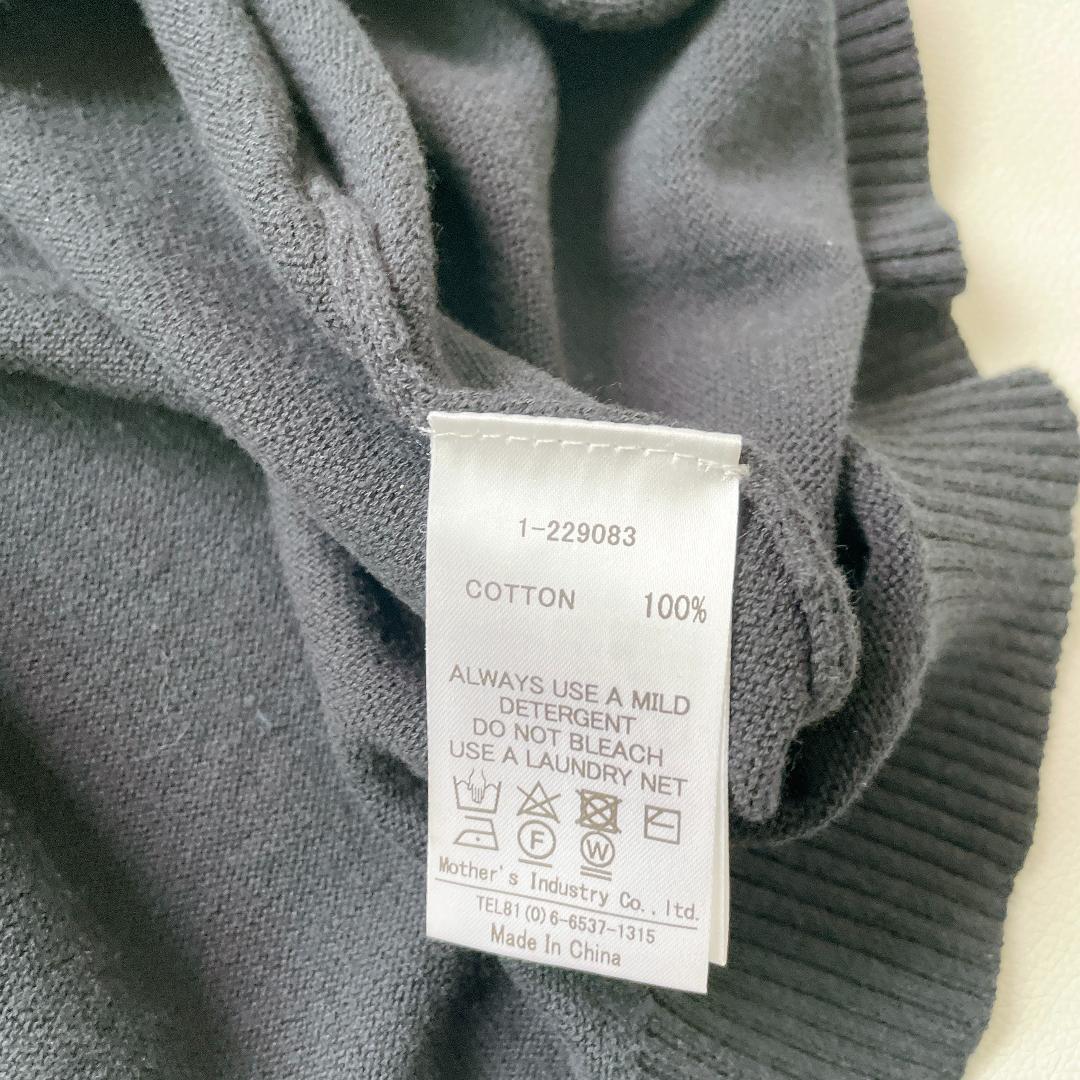 1-229083
COTTON 100%
ALWAYS USE A MILD
DETERGENT
DO NOT BLEACH
USE A LAUNDRY NET
F W
Mother's Industry Co., ltd.
TEL81(0)6-6537-1315
Made In China